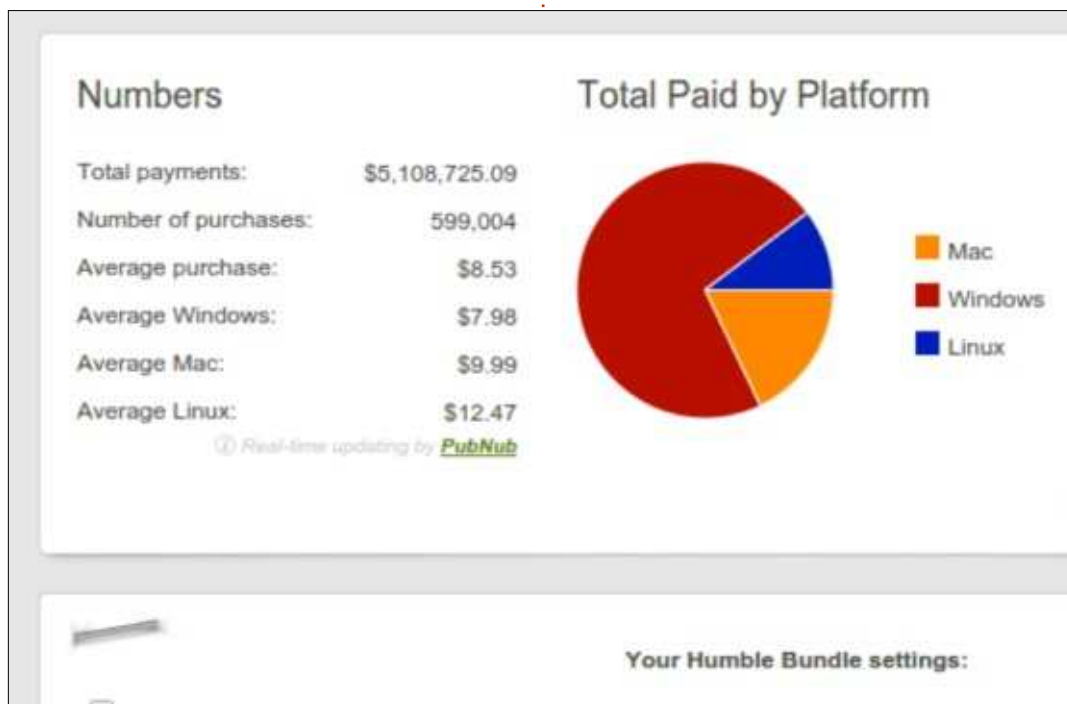 Numbers
Total payments: $5,108,725.09
Number of purchases: 599,004
Average purchase: $8.53
Average Windows: $7.98
Average Mac: $9.99
Average Linux: $12.47
Real-time updating by PubNub
Total Paid by Platform
Mac
Windows
Linux
Your Humble Bundle settings: